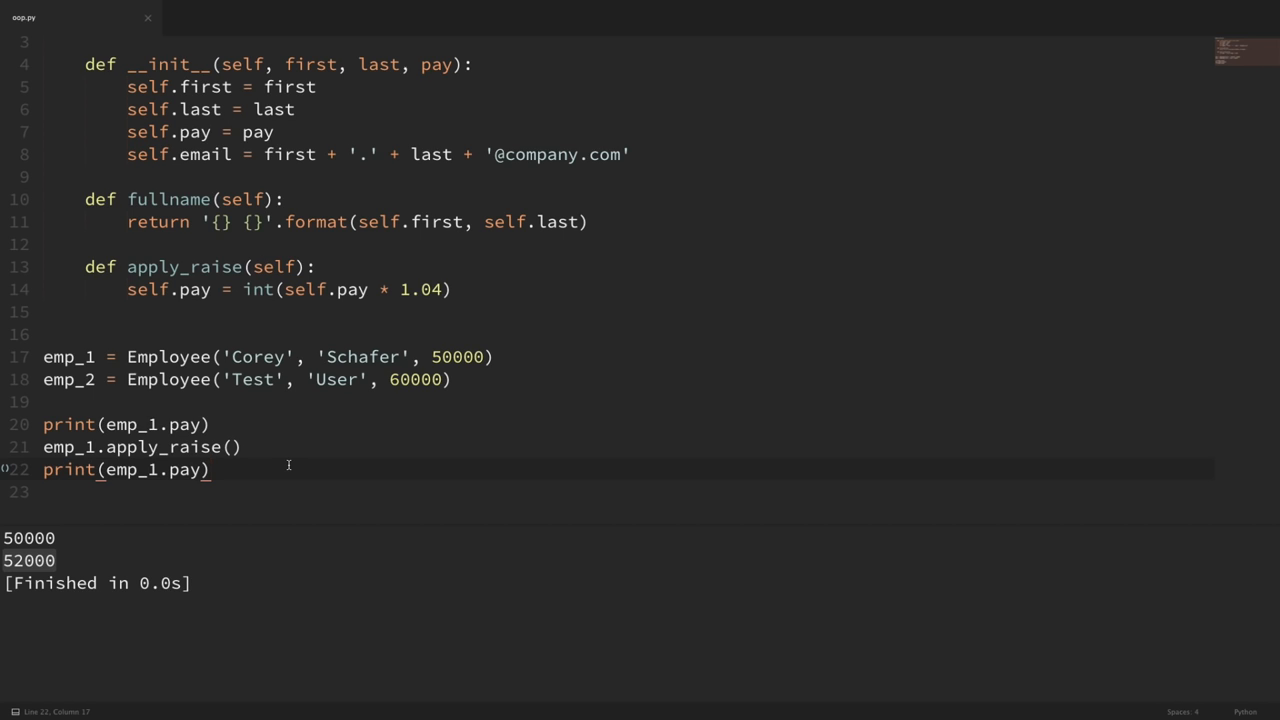 oop.py
3
4     def __init__(self, first, last, pay):
5         self.first = first
6         self.last = last
7         self.pay = pay
8         self.email = first + '.' + last + '@company.com'
9
10     def fullname(self):
11         return '{} {}'.format(self.first, self.last)
12
13     def apply_raise(self):
14         self.pay = int(self.pay * 1.04)
15
16
17 emp_1 = Employee('Corey', 'Schafer', 50000)
18 emp_2 = Employee('Test', 'User', 60000)
19
20 print(emp_1.pay)
21 emp_1.apply_raise()
22 print(emp_1.pay)
23
50000
52000
[Finished in 0.0s]
Line 22, Column 17 Spaces: 4 Python